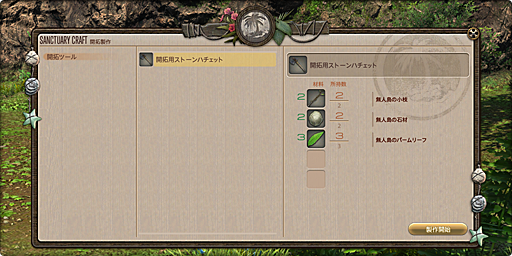 SANCTUARY CRAFT 開拓製作
開拓ツール
開拓用ストーンハチェット
開拓用ストーンハチェット
材料 所持数
2 2 2 無人島の小枝
2 2 2 無人島の石材
3 3 3 無人島のパームリーフ
製作開始